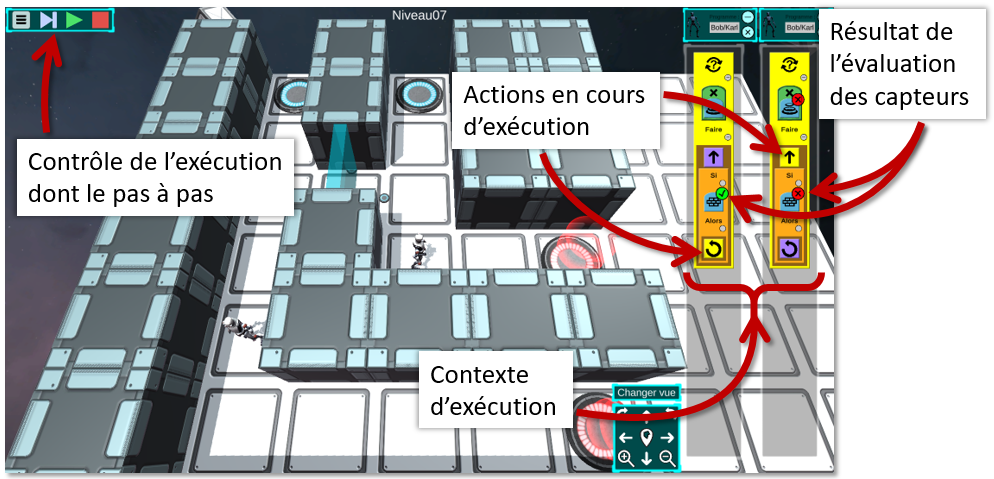 Niveau07
Bob/Karl
Bob/Karl
Résultat de
l'évaluation
des capteurs
Actions en cours
d'exécution
Contrôle de l'exécution
dont le pas à pas
Faire
Si
Alors
Faire
Si
Alors
Contexte
d'exécution
Changer vue